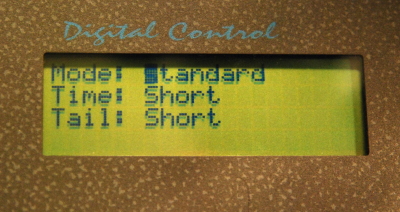 Digital Control
Mode: Standard
Time: Short
Tail: Short